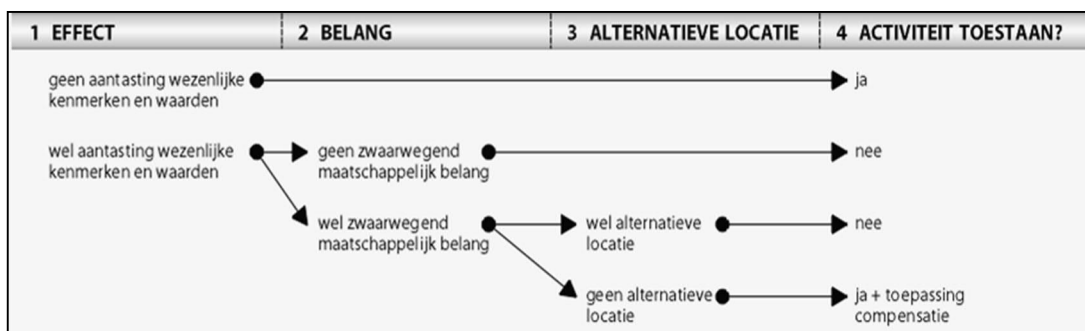 1 EFFECT
2 BELANG
3 ALTERNATIEVE LOCATIE
4 ACTIVITEIT TOESTAAN?
geen aantasting wezenlijke
kenmerken en waarden
ja
wel aantasting wezenlijke
kenmerken en waarden
geen zwaarwegend
maatschappelijk belang
nee
wel zwaarwegend
maatschappelijk belang
wel alternatieve
locatie
nee
geen alternatieve
locatie
ja + toepassing
compensatie